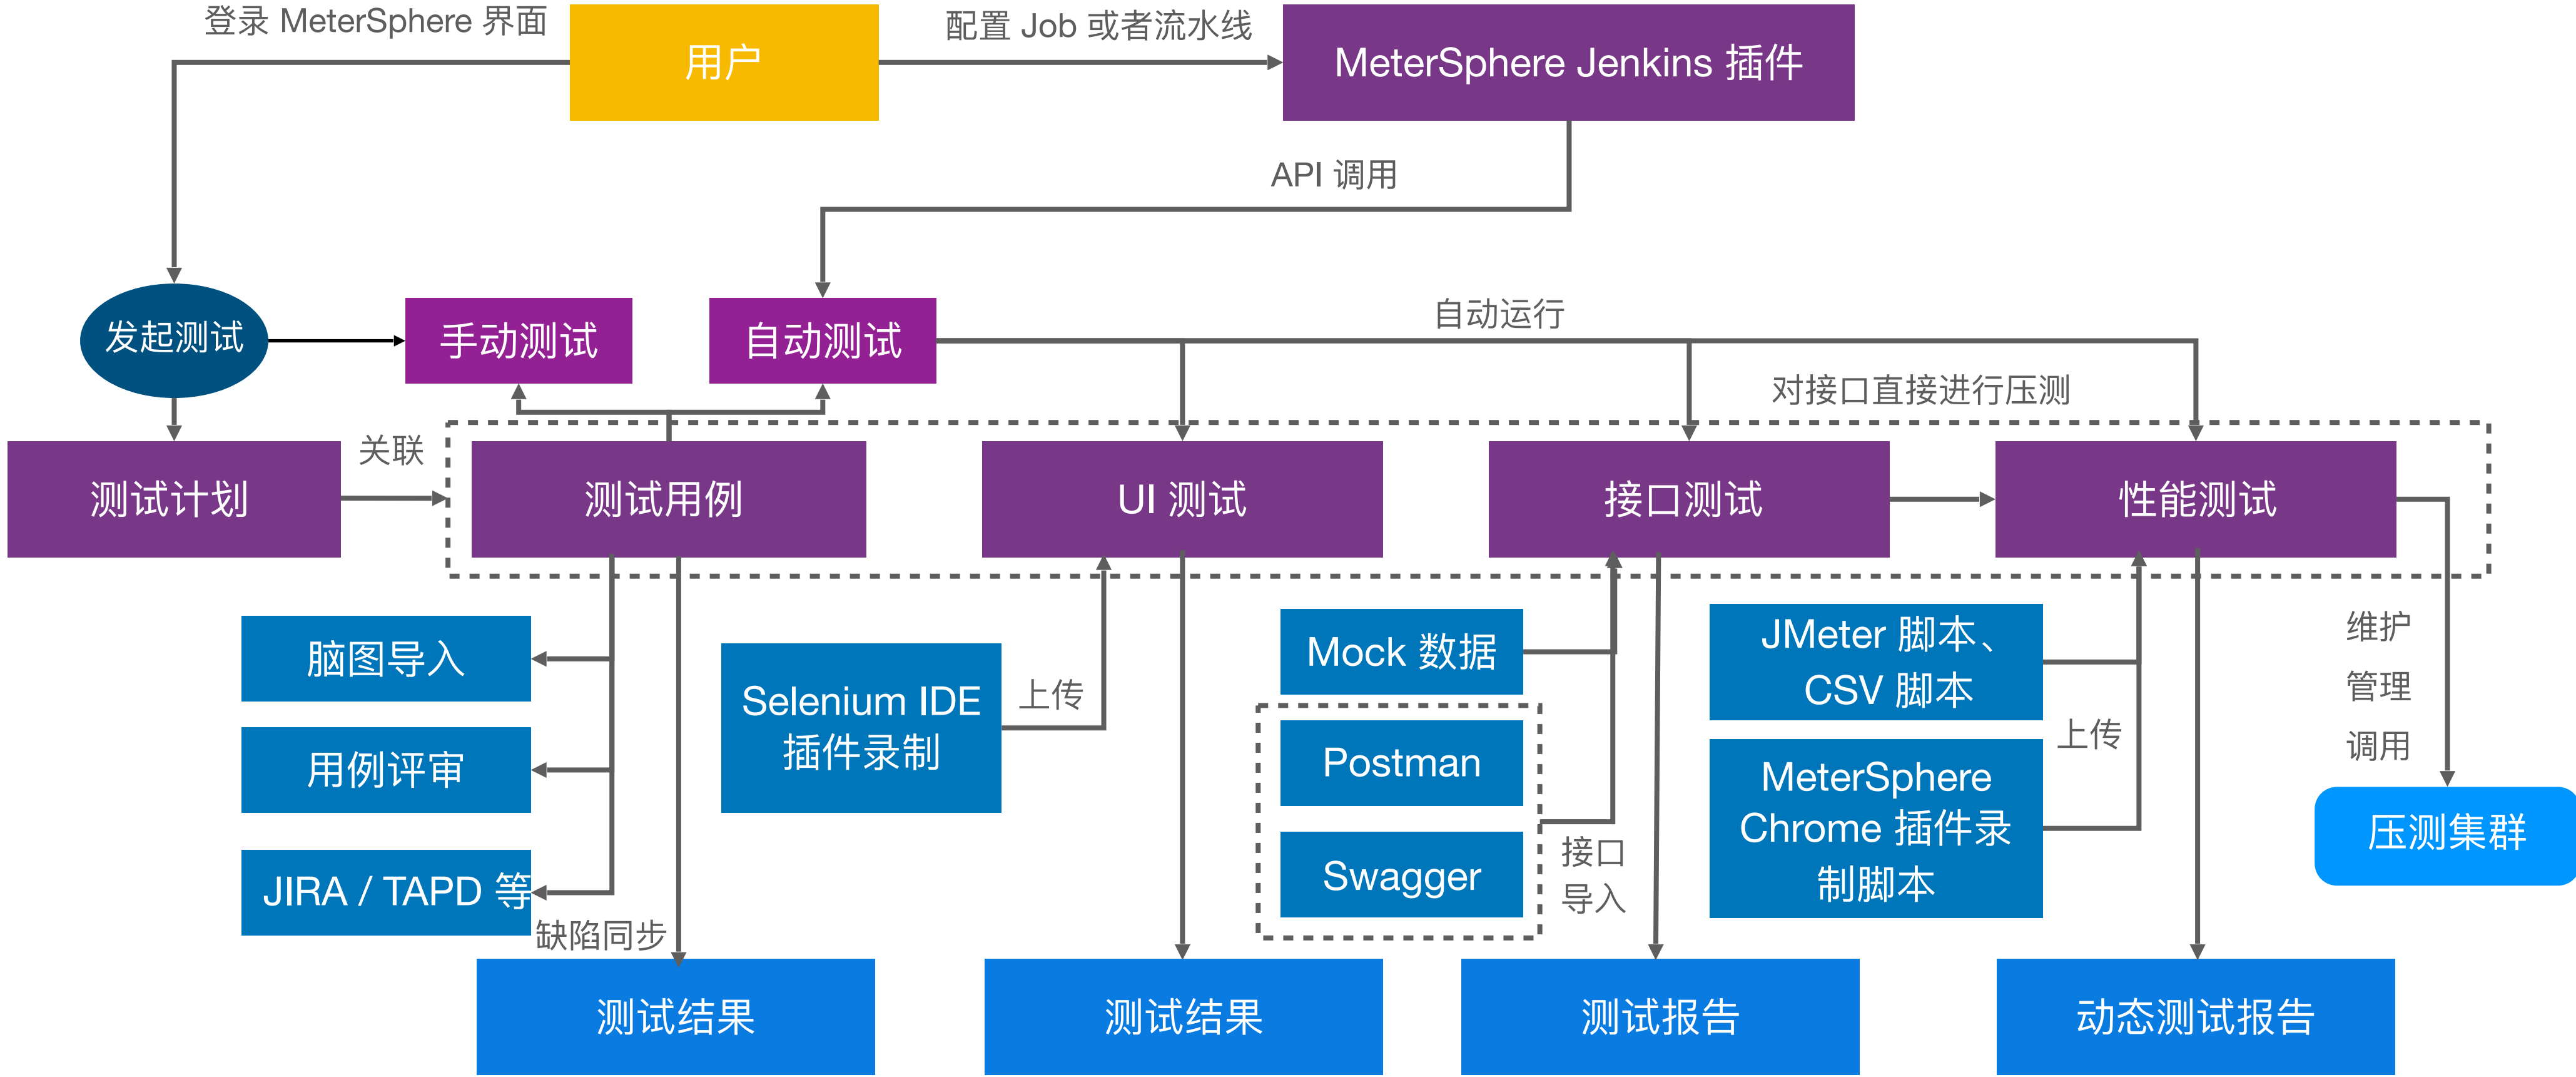 登录 MeterSphere 界面
用户
配置 Job 或者流水线
MeterSphere Jenkins 插件
API 调用
发起测试
手动测试
自动测试
自动运行
对接口直接进行压测
测试计划
关联
测试用例
UI 测试
接口测试
性能测试
脑图导入
用例评审
JIRA / TAPD 等
缺陷同步
Selenium IDE
插件录制
上传
Mock 数据
Postman
Swagger
接口
导入
JMeter 脚本、
CSV 脚本
MeterSphere
Chrome 插件录
制脚本
上传
维护
管理
调用
压测集群
测试结果
测试结果
测试报告
动态测试报告